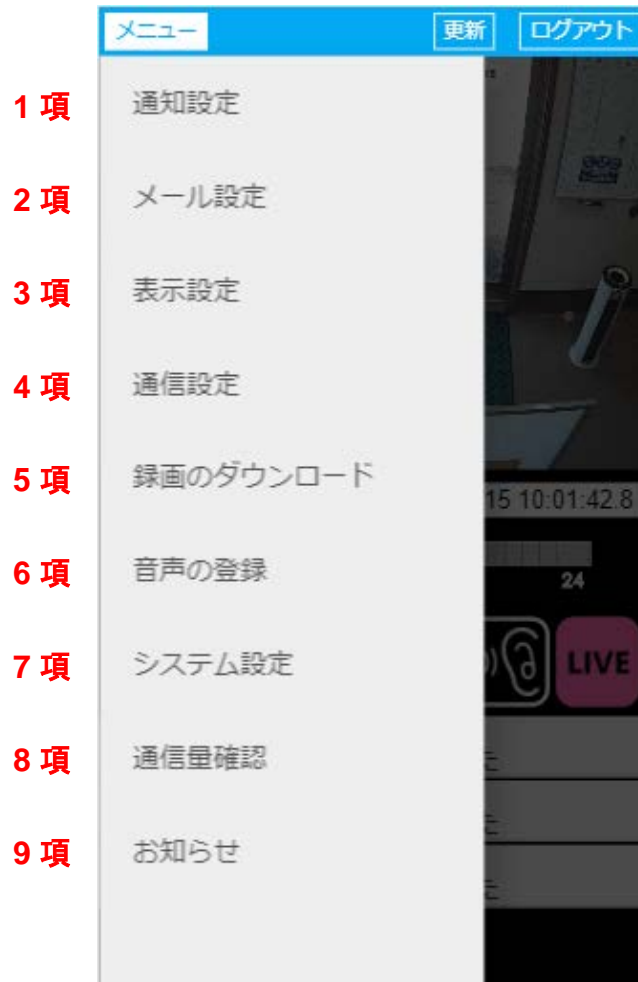 メニュー 更新 ログアウト
1 項 通知設定
2 項 メール設定
3 項 表示設定
4 項 通信設定
5 項 録画のダウンロード
15 10:01:42.8
6 項 音声の登録
24
7 項 システム設定
LIVE
8 項 通信量確認
た
9 項 お知らせ